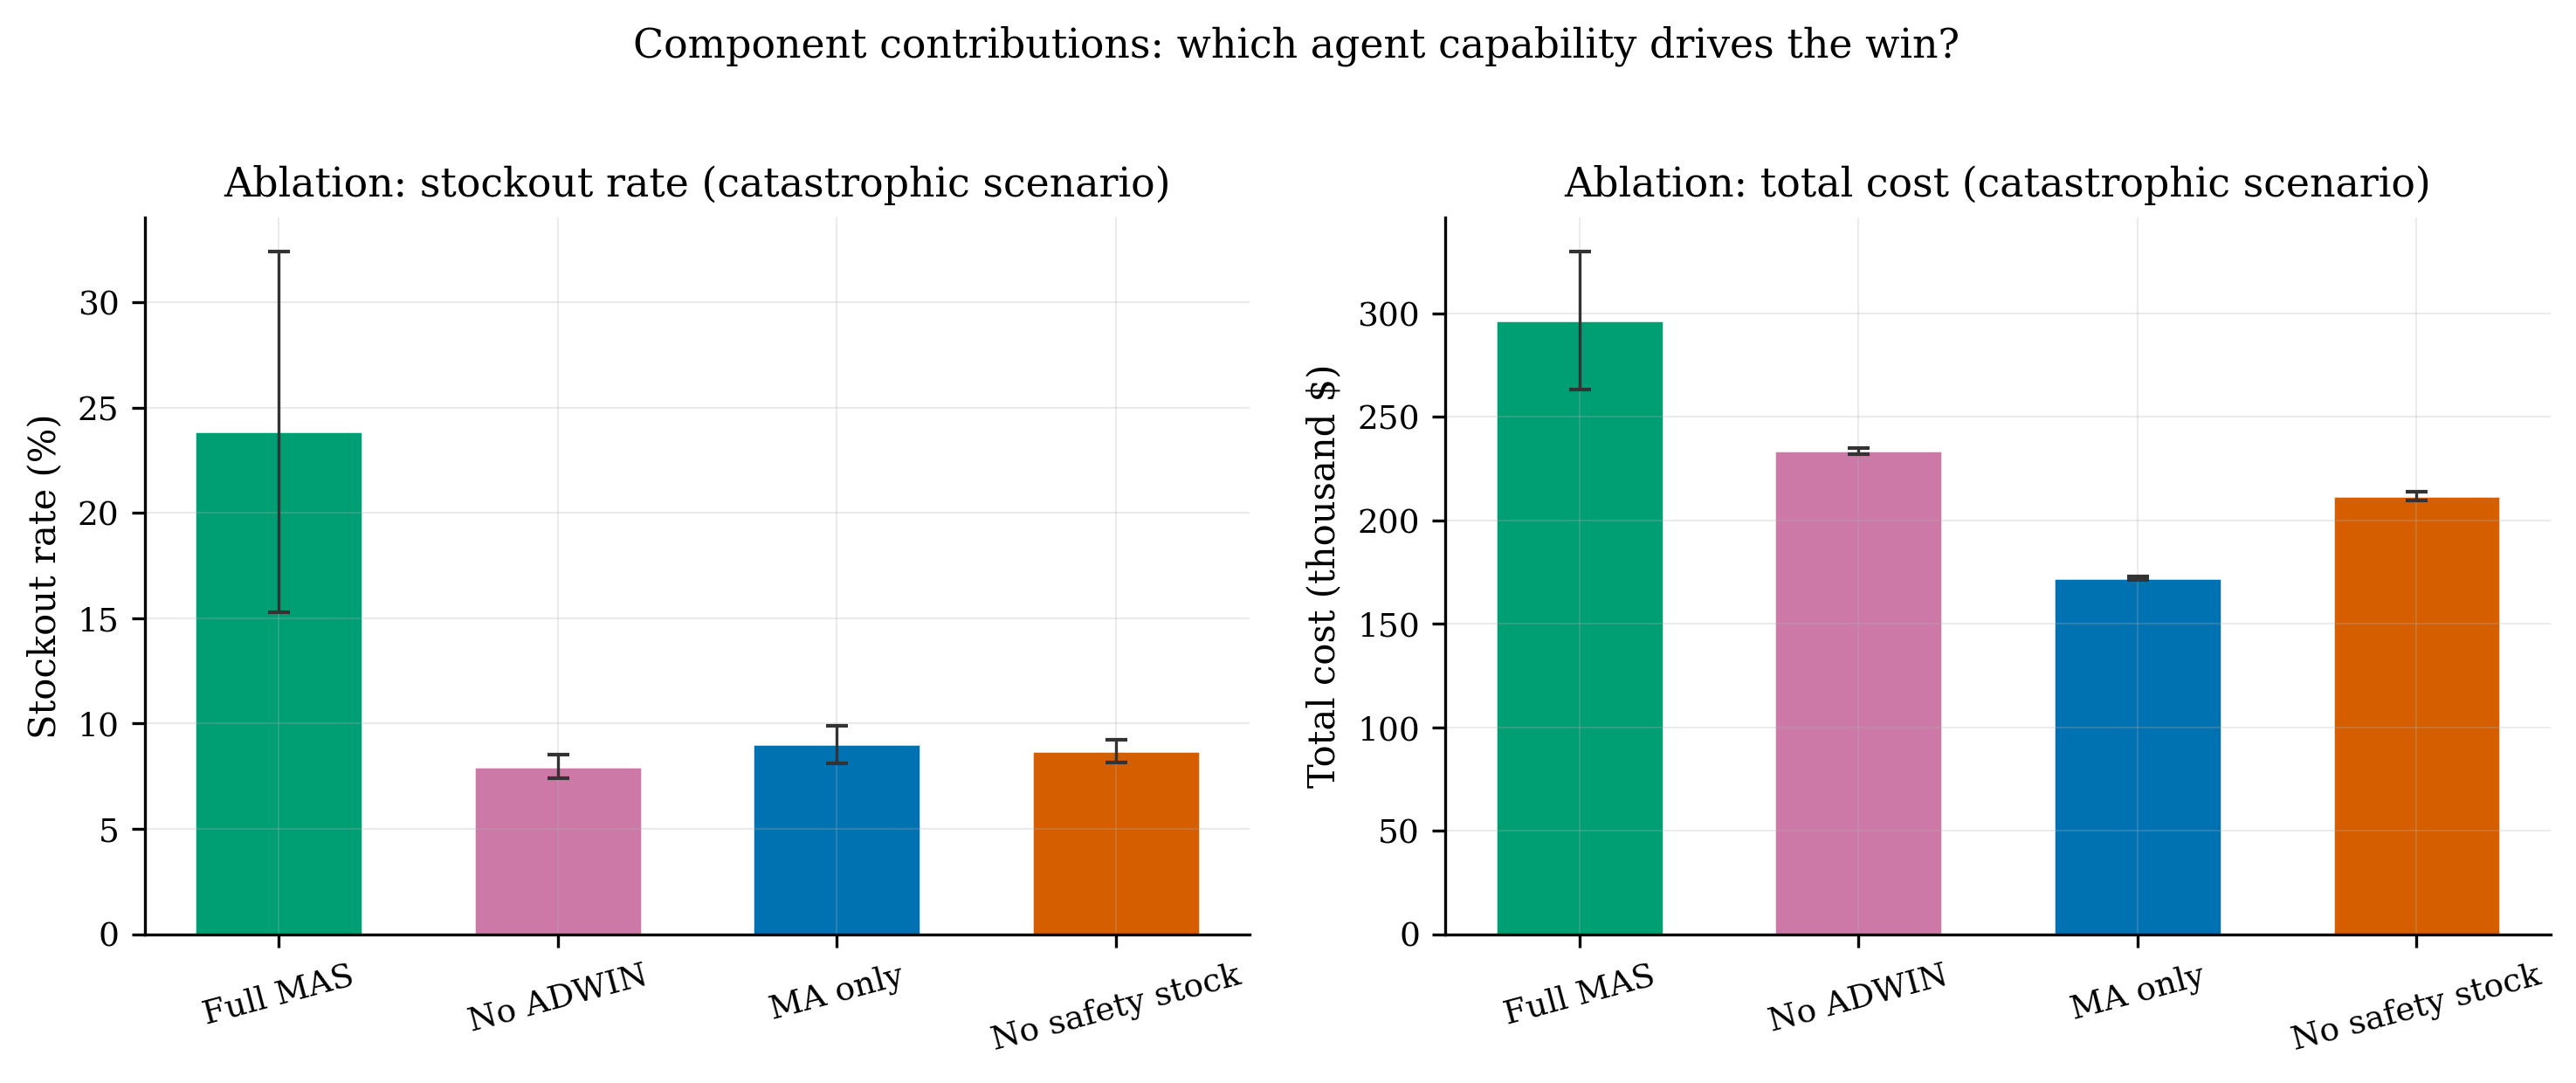 Component contributions: which agent capability drives the win?
Ablation: stockout rate (catastrophic scenario)
Stockout rate (%)
30
25
20
15
10
5
0
Full MAS
No ADWIN
MA only
No safety stock
Ablation: total cost (catastrophic scenario)
Total cost (thousand $)
300
250
200
150
100
50
0
Full MAS
No ADWIN
MA only
No safety stock